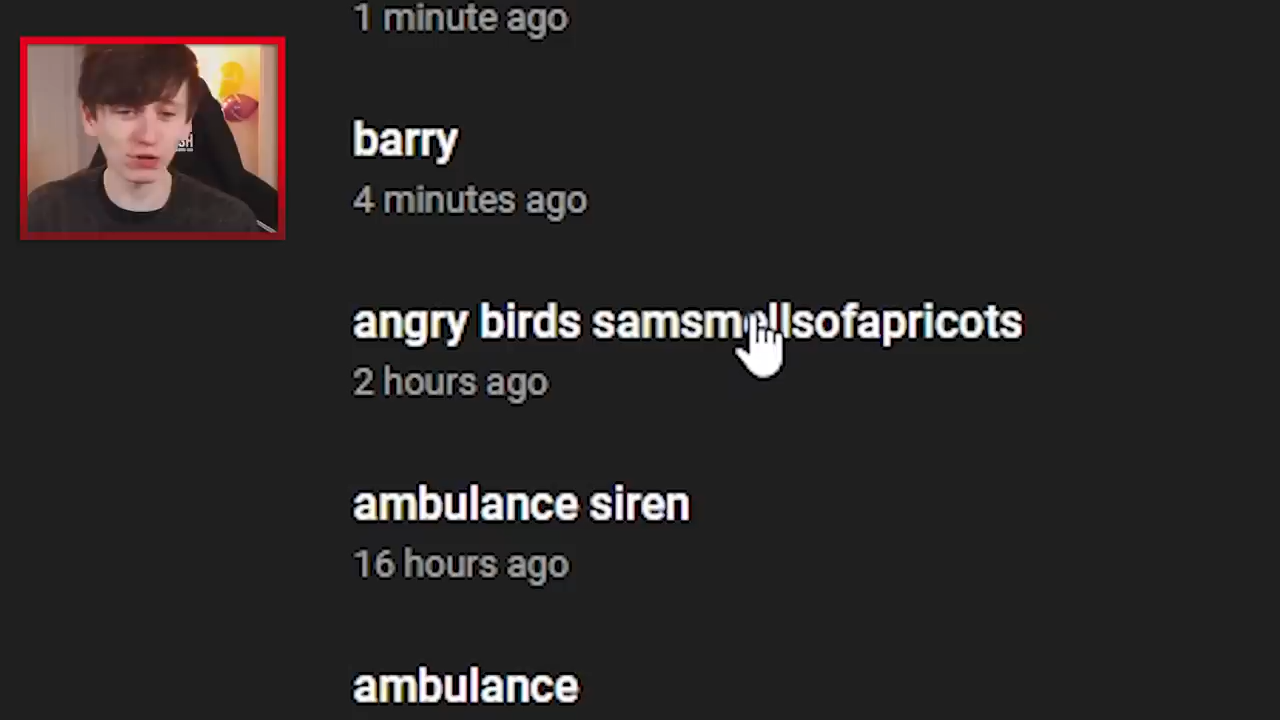 1 minute ago
barry
4 minutes ago
angry birds samsmellsofapricots
2 hours ago
ambulance siren
16 hours ago
ambulance